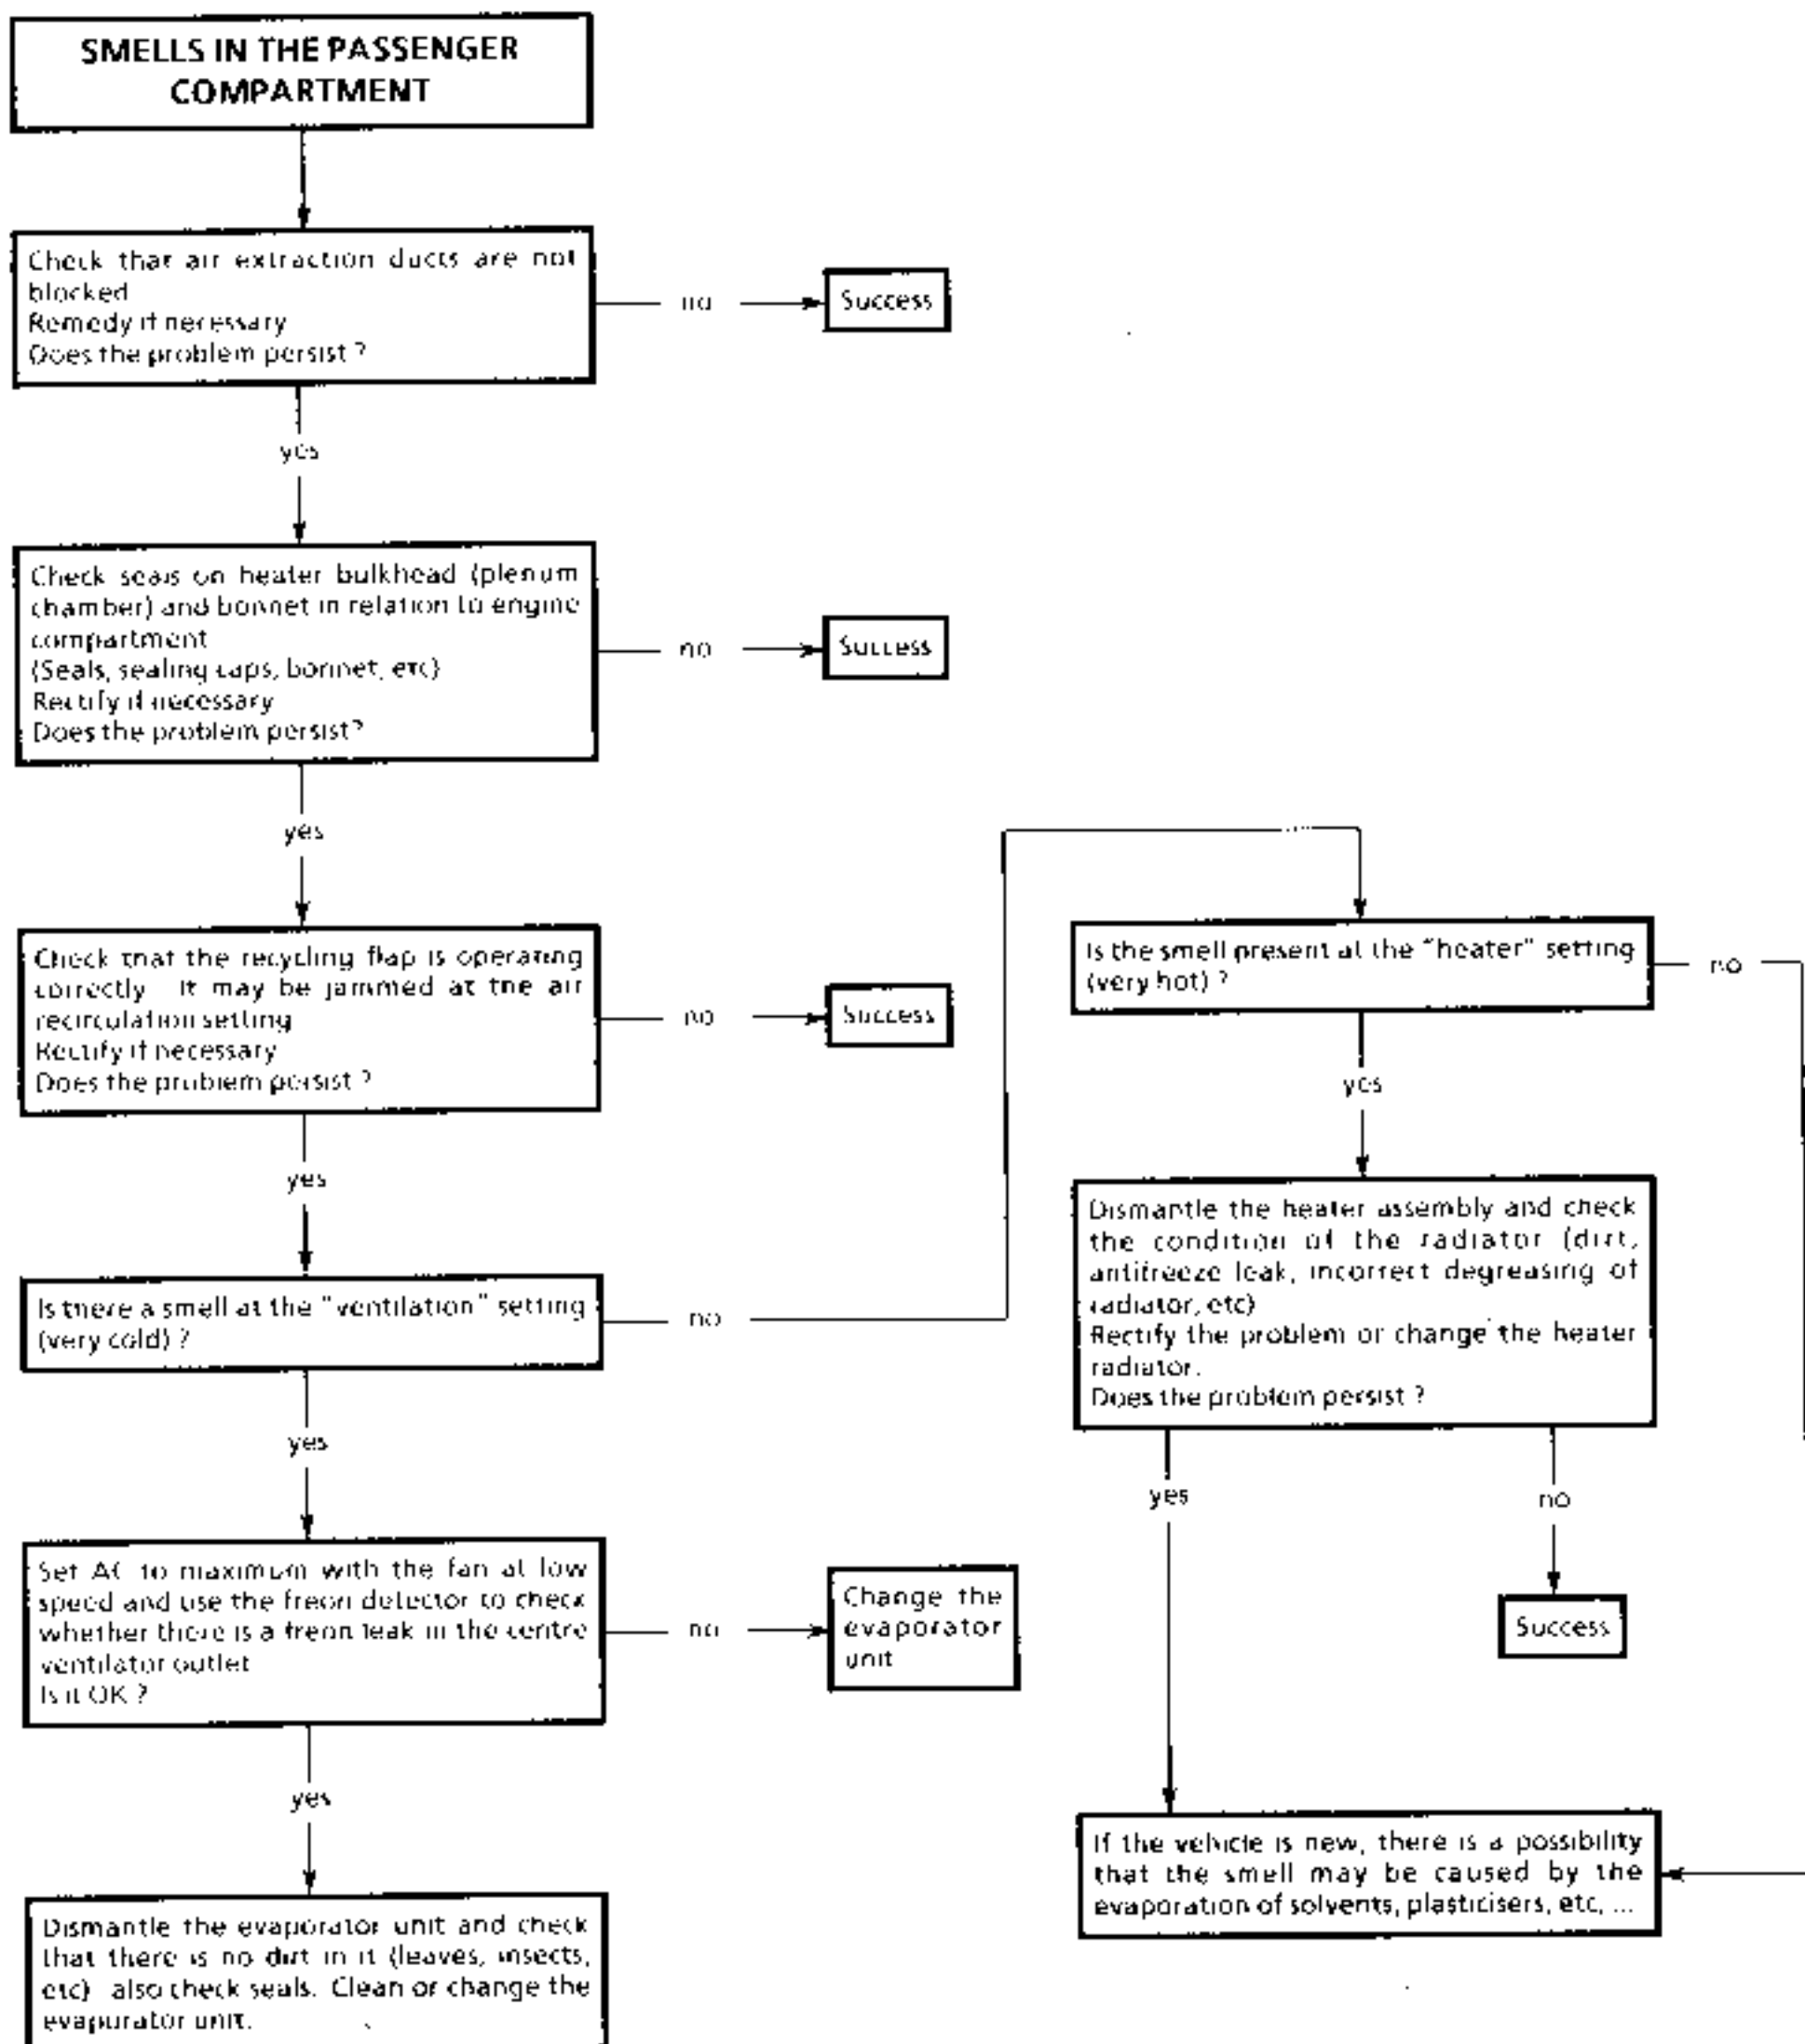 SMELLS IN THE PASSENGER
COMPARTMENT
Check that air extraction ducts are not
blocked
Remedy if necessary
Does the problem persist ?
no
Success
yes
Check seals on heater bulkhead (plenum
chamber) and bonnet in relation to engine
compartment
(Seals, sealing caps, bonnet, etc)
Rectify if necessary
Does the problem persist?
no
Success
yes
Check that the recycling flap is operating
correctly It may be jammed at the air
recirculation setting
Rectify if necessary
Does the problem persist ?
no
Success
yes
Is there a smell at the "ventilation" setting
(very cold) ?
no
yes
Set AC to maximum with the fan at low
speed and use the freon detector to check
whether there is a freon leak in the centre
ventilator outlet
Is it OK ?
no
Change the
evaporator
unit
yes
Dismantle the evaporator unit and check
that there is no dirt in it (leaves, insects,
etc) also check seals. Clean or change the
evaporator unit.
Is the smell present at the "heater" setting
(very hot) ?
no
yes
Dismantle the heater assembly and check
the condition of the radiator (dirt,
antifreeze leak, incorrect degreasing of
radiator, etc)
Rectify the problem or change the heater
radiator.
Does the problem persist ?
yes
no
Success
If the vehicle is new, there is a possibility
that the smell may be caused by the
evaporation of solvents, plasticisers, etc, ...